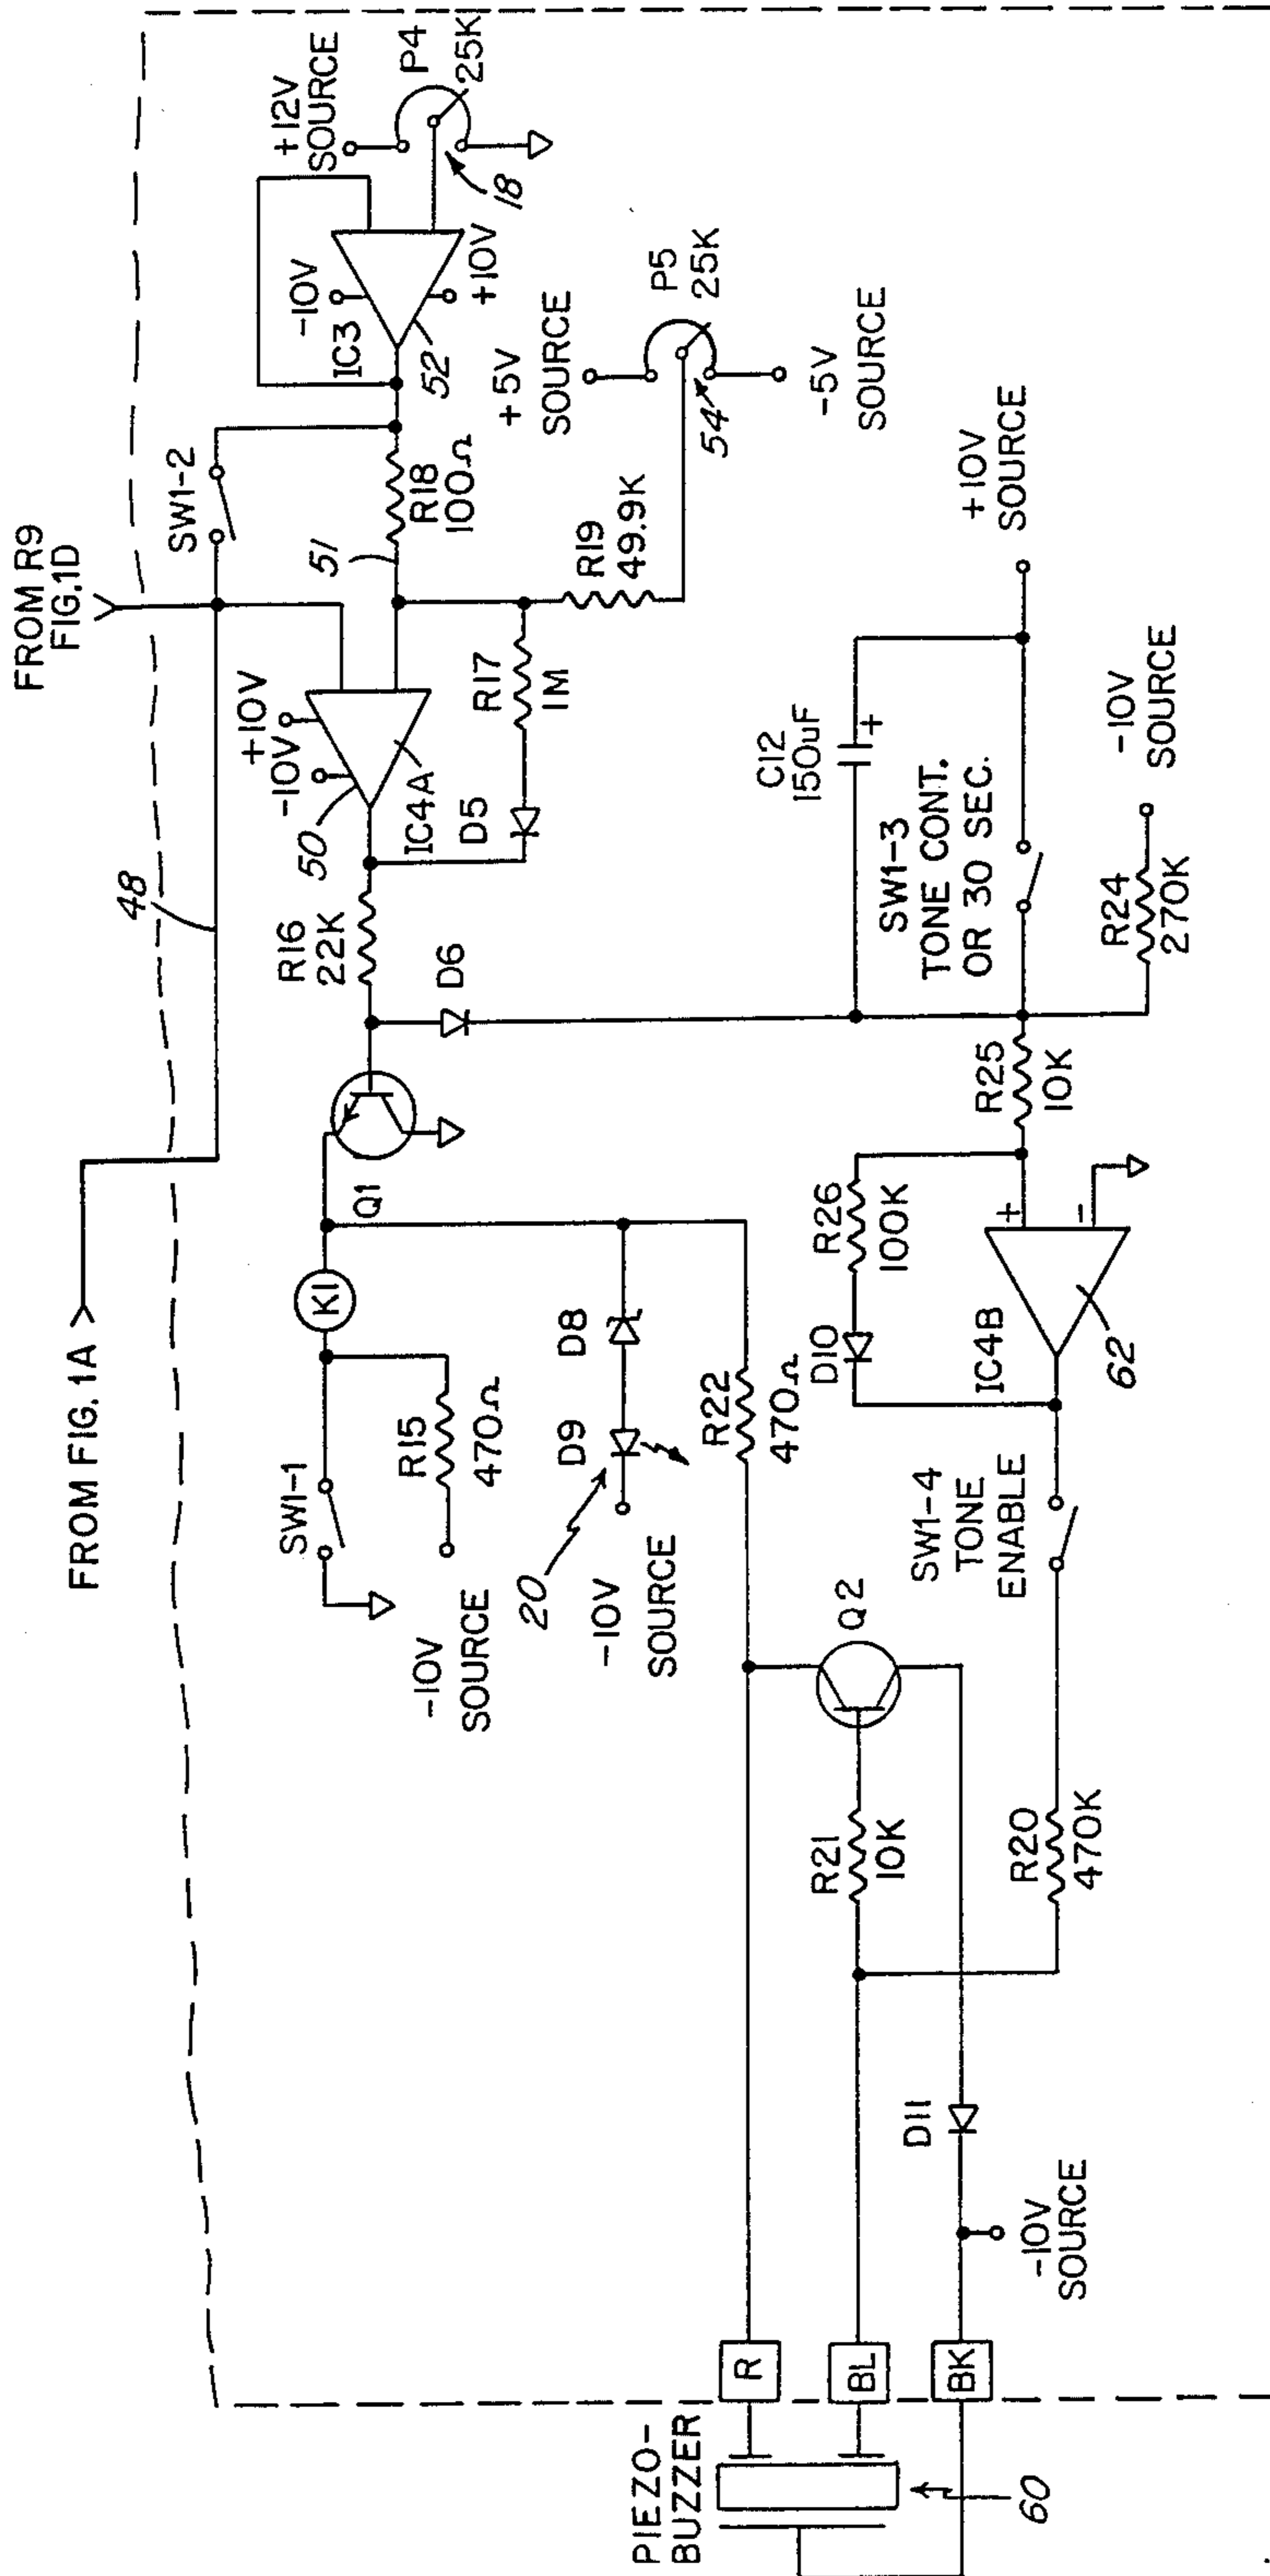 FROM R9
FIG.1D
FROM FIG. 1A
48
SW1-2
+12V
SOURCE
P4
25K
18
-10V
IC3
+10V
52
R18
100Ω
51
+10V
-10V
50
IC4A
R16
22K
D6
D5
R17
1M
R19
49.9K
+5V
SOURCE
P5
25K
54
-5V
SOURCE
Q1
K1
SW1-1
R15
470Ω
-10V
SOURCE
D8
D9
20
-10V
SOURCE
R22
470Ω
C12
150uF
+
+10V
SOURCE
SW1-3
TONE CONT.
OR 30 SEC.
R24
270K
-10V
SOURCE
R25
10K
R26
100K
D10
+
-
IC4B
62
SW1-4
TONE
ENABLE
Q2
R21
10K
R20
470K
D11
-10V
SOURCE
R
BL
BK
PIEZO-
BUZZER
60